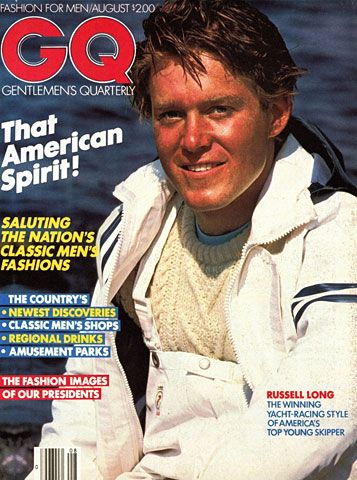 FASHION FOR MEN/AUGUST $2.00
GQ
GENTLEMEN'S QUARTERLY
That
American
Spirit!
SALUTING
THE NATION'S
CLASSIC MEN'S
FASHIONS
THE COUNTRY'S
• NEWEST DISCOVERIES
• CLASSIC MEN'S SHOPS
• REGIONAL DRINKS
• AMUSEMENT PARKS
THE FASHION IMAGES
OF OUR PRESIDENTS
RUSSELL LONG
THE WINNING
YACHT-RACING STYLE
OF AMERICA'S
TOP YOUNG SKIPPER
08